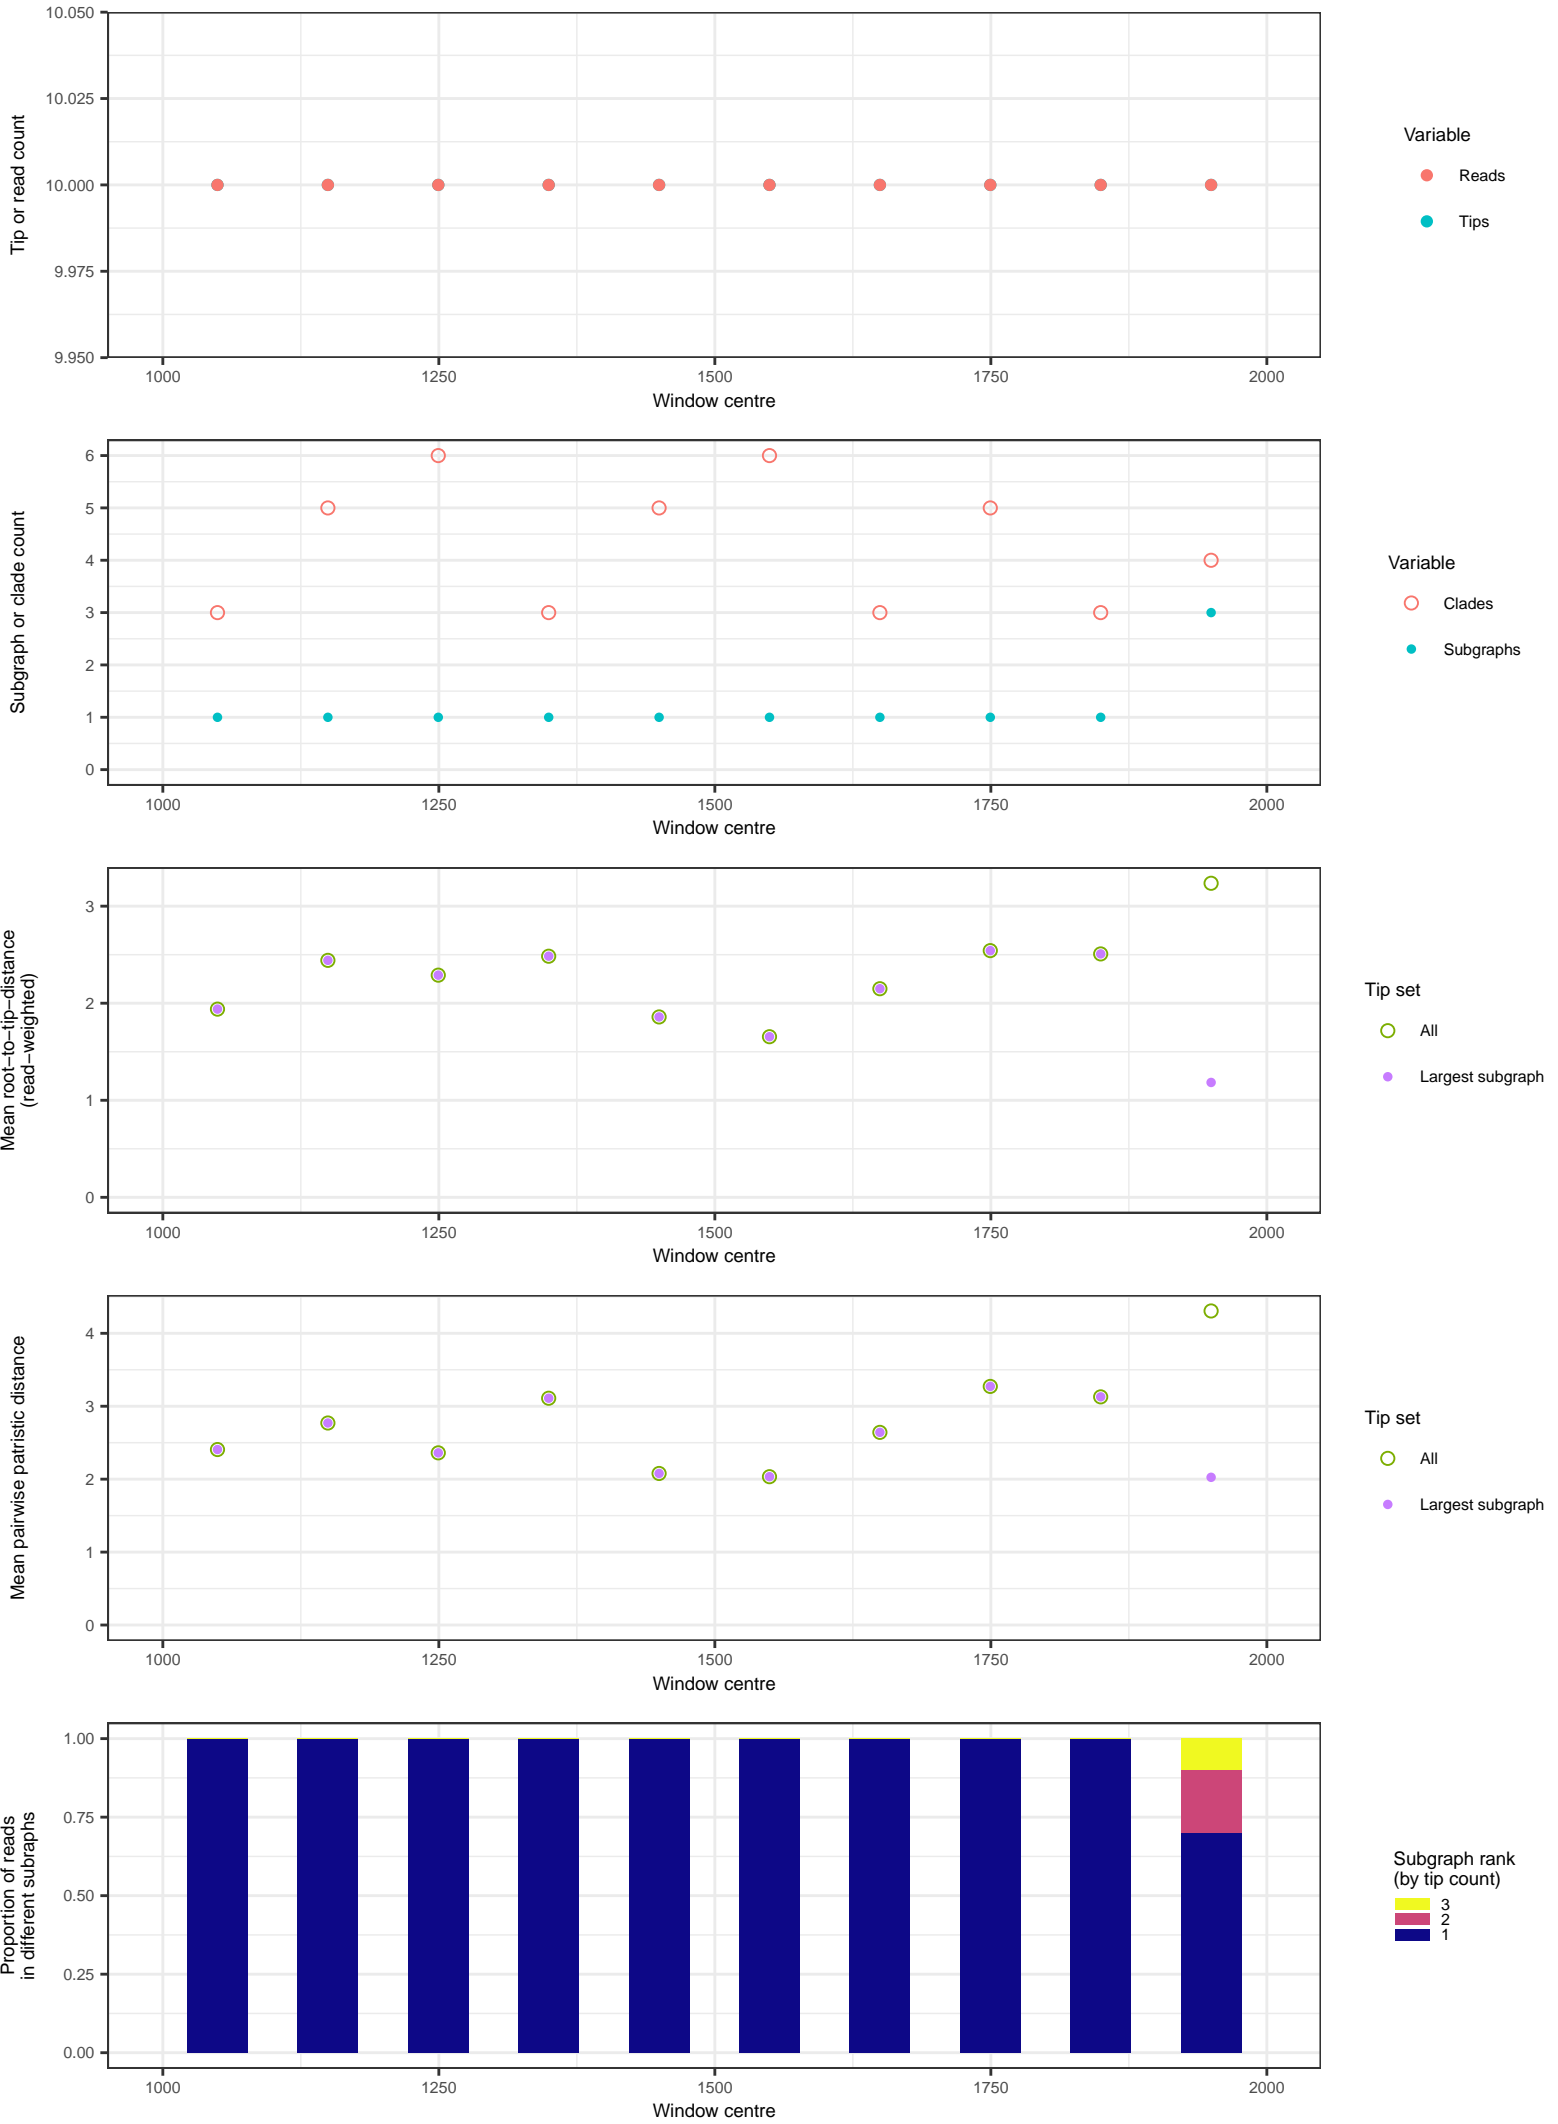 10.050
10.025
10.000
9.975
9.950
Tip or read count
1000
1250
1500
1750
2000
Window centre
Variable
Reads
Tips
6
5
4
3
2
1
0
Subgraph or clade count
1000
1250
1500
1750
2000
Window centre
Variable
Clades
Subgraphs
3
2
1
0
Mean root−to−tip−distance
(read−weighted)
1000
1250
1500
1750
2000
Window centre
Tip set
All
Largest subgraph
4
3
2
1
0
Mean pairwise patristic distance
1000
1250
1500
1750
2000
Window centre
Tip set
All
Largest subgraph
1.00
0.75
0.50
0.25
0.00
Proportion of reads
in different subraphs
1000
1250
1500
1750
2000
Window centre
Subgraph rank
(by tip count)
3
2
1